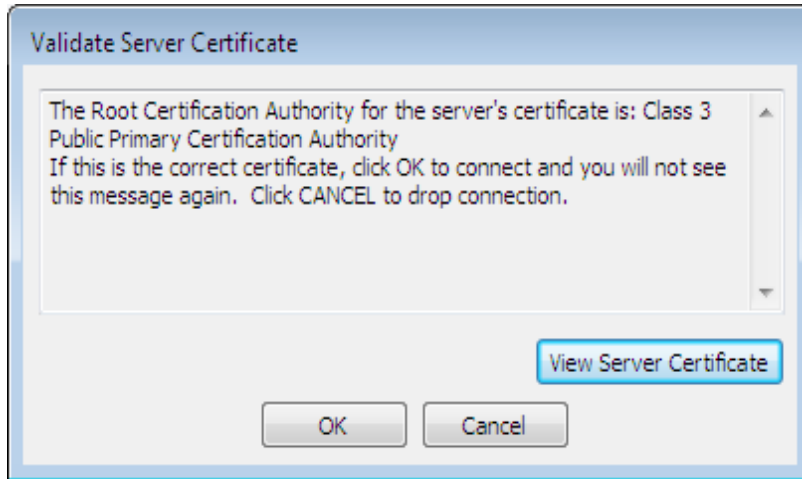 Validate Server Certificate
The Root Certification Authority for the server's certificate is: Class 3
Public Primary Certification Authority
If this is the correct certificate, click OK to connect and you will not see
this message again.  Click CANCEL to drop connection.
View Server Certificate
OK
Cancel